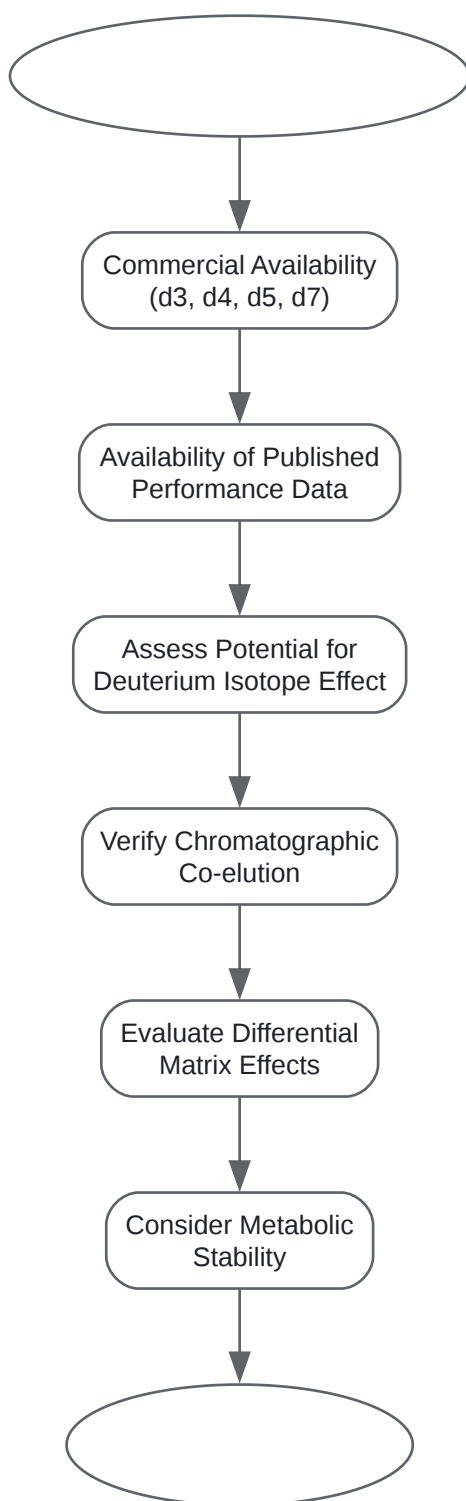 Commercial Availability
(d3, d4, d5, d7)
Availability of Published
Performance Data
Assess Potential for
Deuterium Isotope Effect
Verify Chromatographic
Co-elution
Evaluate Differential
Matrix Effects
Consider Metabolic
Stability